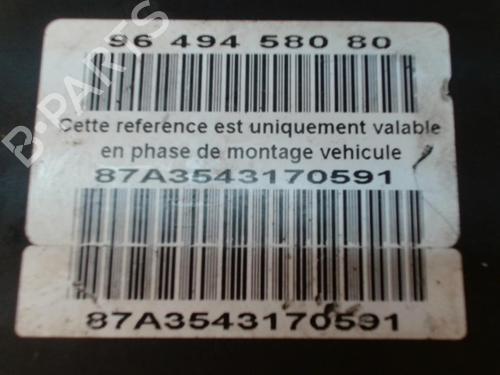 96 494 580 80
Cette reference est uniquement valable
en phase de montage vehicule
87A3543170591
87A3543170591
B-PARTS